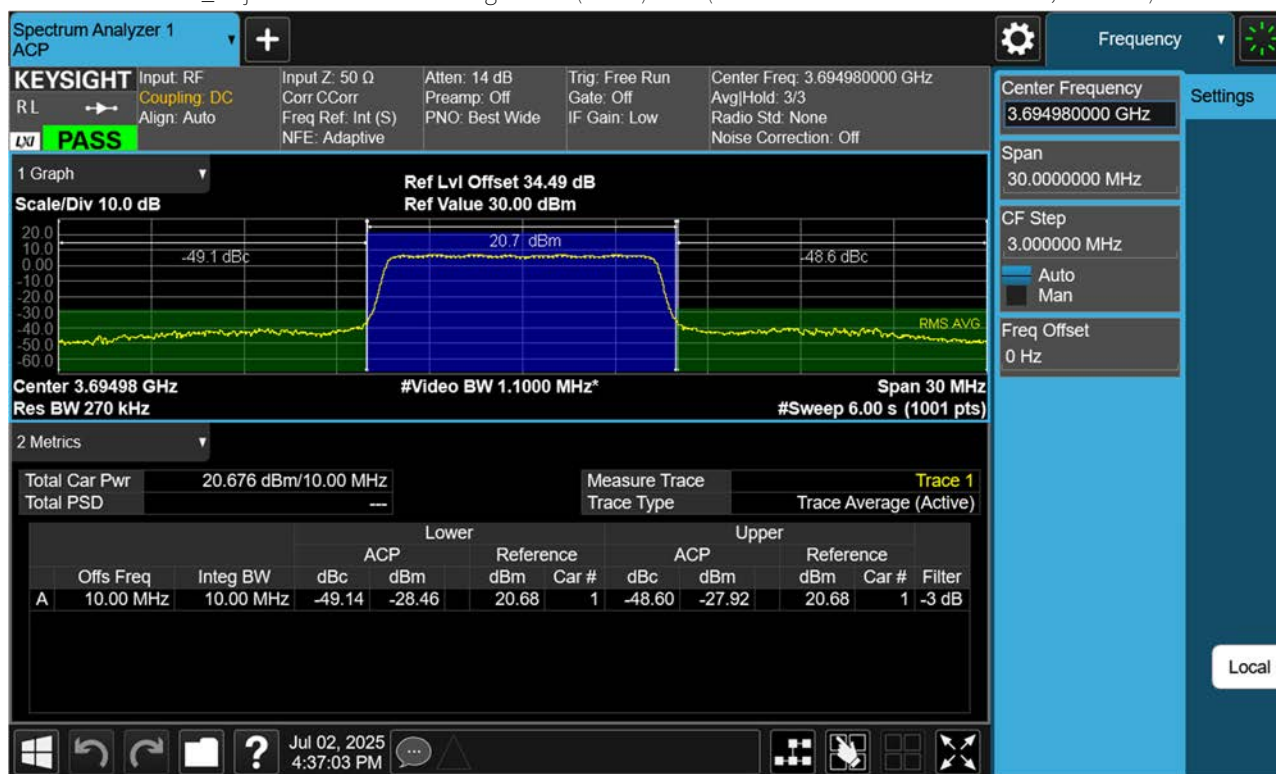 Spectrum Analyzer 1
ACP
Frequency
KEYSIGHT
R L
LXI
PASS
Input: RF
Coupling: DC
Align: Auto
Input Z: 50 Ω
Corr CCorr
Freq Ref: Int (S)
NFE: Adaptive
Atten: 14 dB
Preamp: Off
PNO: Best Wide
Trig: Free Run
Gate: Off
IF Gain: Low
Center Freq: 3.694980000 GHz
Avg|Hold: 3/3
Radio Std: None
Noise Correction: Off
Center Frequency
3.694980000 GHz
Settings
Span
30.0000000 MHz
CF Step
3.000000 MHz
Auto
Man
Freq Offset
0 Hz
1 Graph
Scale/Div 10.0 dB
Ref Lvl Offset 34.49 dB
Ref Value 30.00 dBm
20.0
10.0
0.00
-10.0
-20.0
-30.0
-40.0
-50.0
-60.0
-49.1 dBc
20.7 dBm
-48.6 dBc
RMS AVG
Center 3.69498 GHz
#Video BW 1.1000 MHz*
Span 30 MHz
Res BW 270 kHz
#Sweep 6.00 s (1001 pts)
2 Metrics
Total Car Pwr 20.676 dBm/10.00 MHz
Total PSD ---
Measure Trace Trace 1
Trace Type Trace Average (Active)
Lower Upper
ACP Reference ACP Reference
Offs Freq Integ BW dBc dBm dBm Car # dBc dBm dBm Car # Filter
A 10.00 MHz 10.00 MHz -49.14 -28.46 20.68 1 -48.60 -27.92 20.68 1 -3 dB
Local
?
Jul 02, 2025
4:37:03 PM